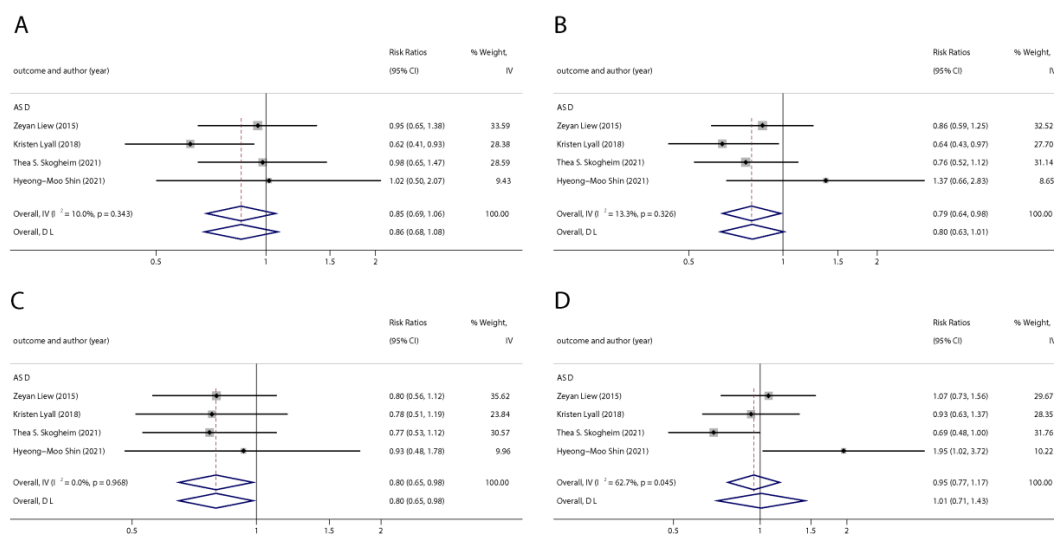 A
Risk Ratios % Weight,
outcome and author (year) (95% CI) IV
AS D
Zeyan Liew (2015) 0.95 (0.65, 1.38) 33.59
Kristen Lyall (2018) 0.62 (0.41, 0.93) 28.38
Thea S. Skogheim (2021) 0.98 (0.65, 1.47) 28.59
Hyeong−Moo Shin (2021) 1.02 (0.50, 2.07) 9.43
Overall, IV (I² = 10.0%, p = 0.343) 0.85 (0.69, 1.06) 100.00
Overall, D L 0.86 (0.68, 1.08)
0.5 1 1.5 2
B
Risk Ratios % Weight,
outcome and author (year) (95% CI) IV
AS D
Zeyan Liew (2015) 0.86 (0.59, 1.25) 32.52
Kristen Lyall (2018) 0.64 (0.43, 0.97) 27.70
Thea S. Skogheim (2021) 0.76 (0.52, 1.12) 31.14
Hyeong−Moo Shin (2021) 1.37 (0.66, 2.83) 8.65
Overall, IV (I² = 13.3%, p = 0.326) 0.79 (0.64, 0.98) 100.00
Overall, D L 0.80 (0.63, 1.01)
0.5 1 1.5 2
C
Risk Ratios % Weight,
outcome and author (year) (95% CI) IV
AS D
Zeyan Liew (2015) 0.80 (0.56, 1.12) 35.62
Kristen Lyall (2018) 0.78 (0.51, 1.19) 23.84
Thea S. Skogheim (2021) 0.77 (0.53, 1.12) 30.57
Hyeong−Moo Shin (2021) 0.93 (0.48, 1.78) 9.96
Overall, IV (I² = 0.0%, p = 0.968) 0.80 (0.65, 0.98) 100.00
Overall, D L 0.80 (0.65, 0.98)
0.5 1 1.5 2
D
Risk Ratios % Weight,
outcome and author (year) (95% CI) IV
AS D
Zeyan Liew (2015) 1.07 (0.73, 1.56) 29.67
Kristen Lyall (2018) 0.93 (0.63, 1.37) 28.35
Thea S. Skogheim (2021) 0.69 (0.48, 1.00) 31.76
Hyeong−Moo Shin (2021) 1.95 (1.02, 3.72) 10.22
Overall, IV (I² = 62.7%, p = 0.045) 0.95 (0.77, 1.17) 100.00
Overall, D L 1.01 (0.71, 1.43)
0.5 1 1.5 2